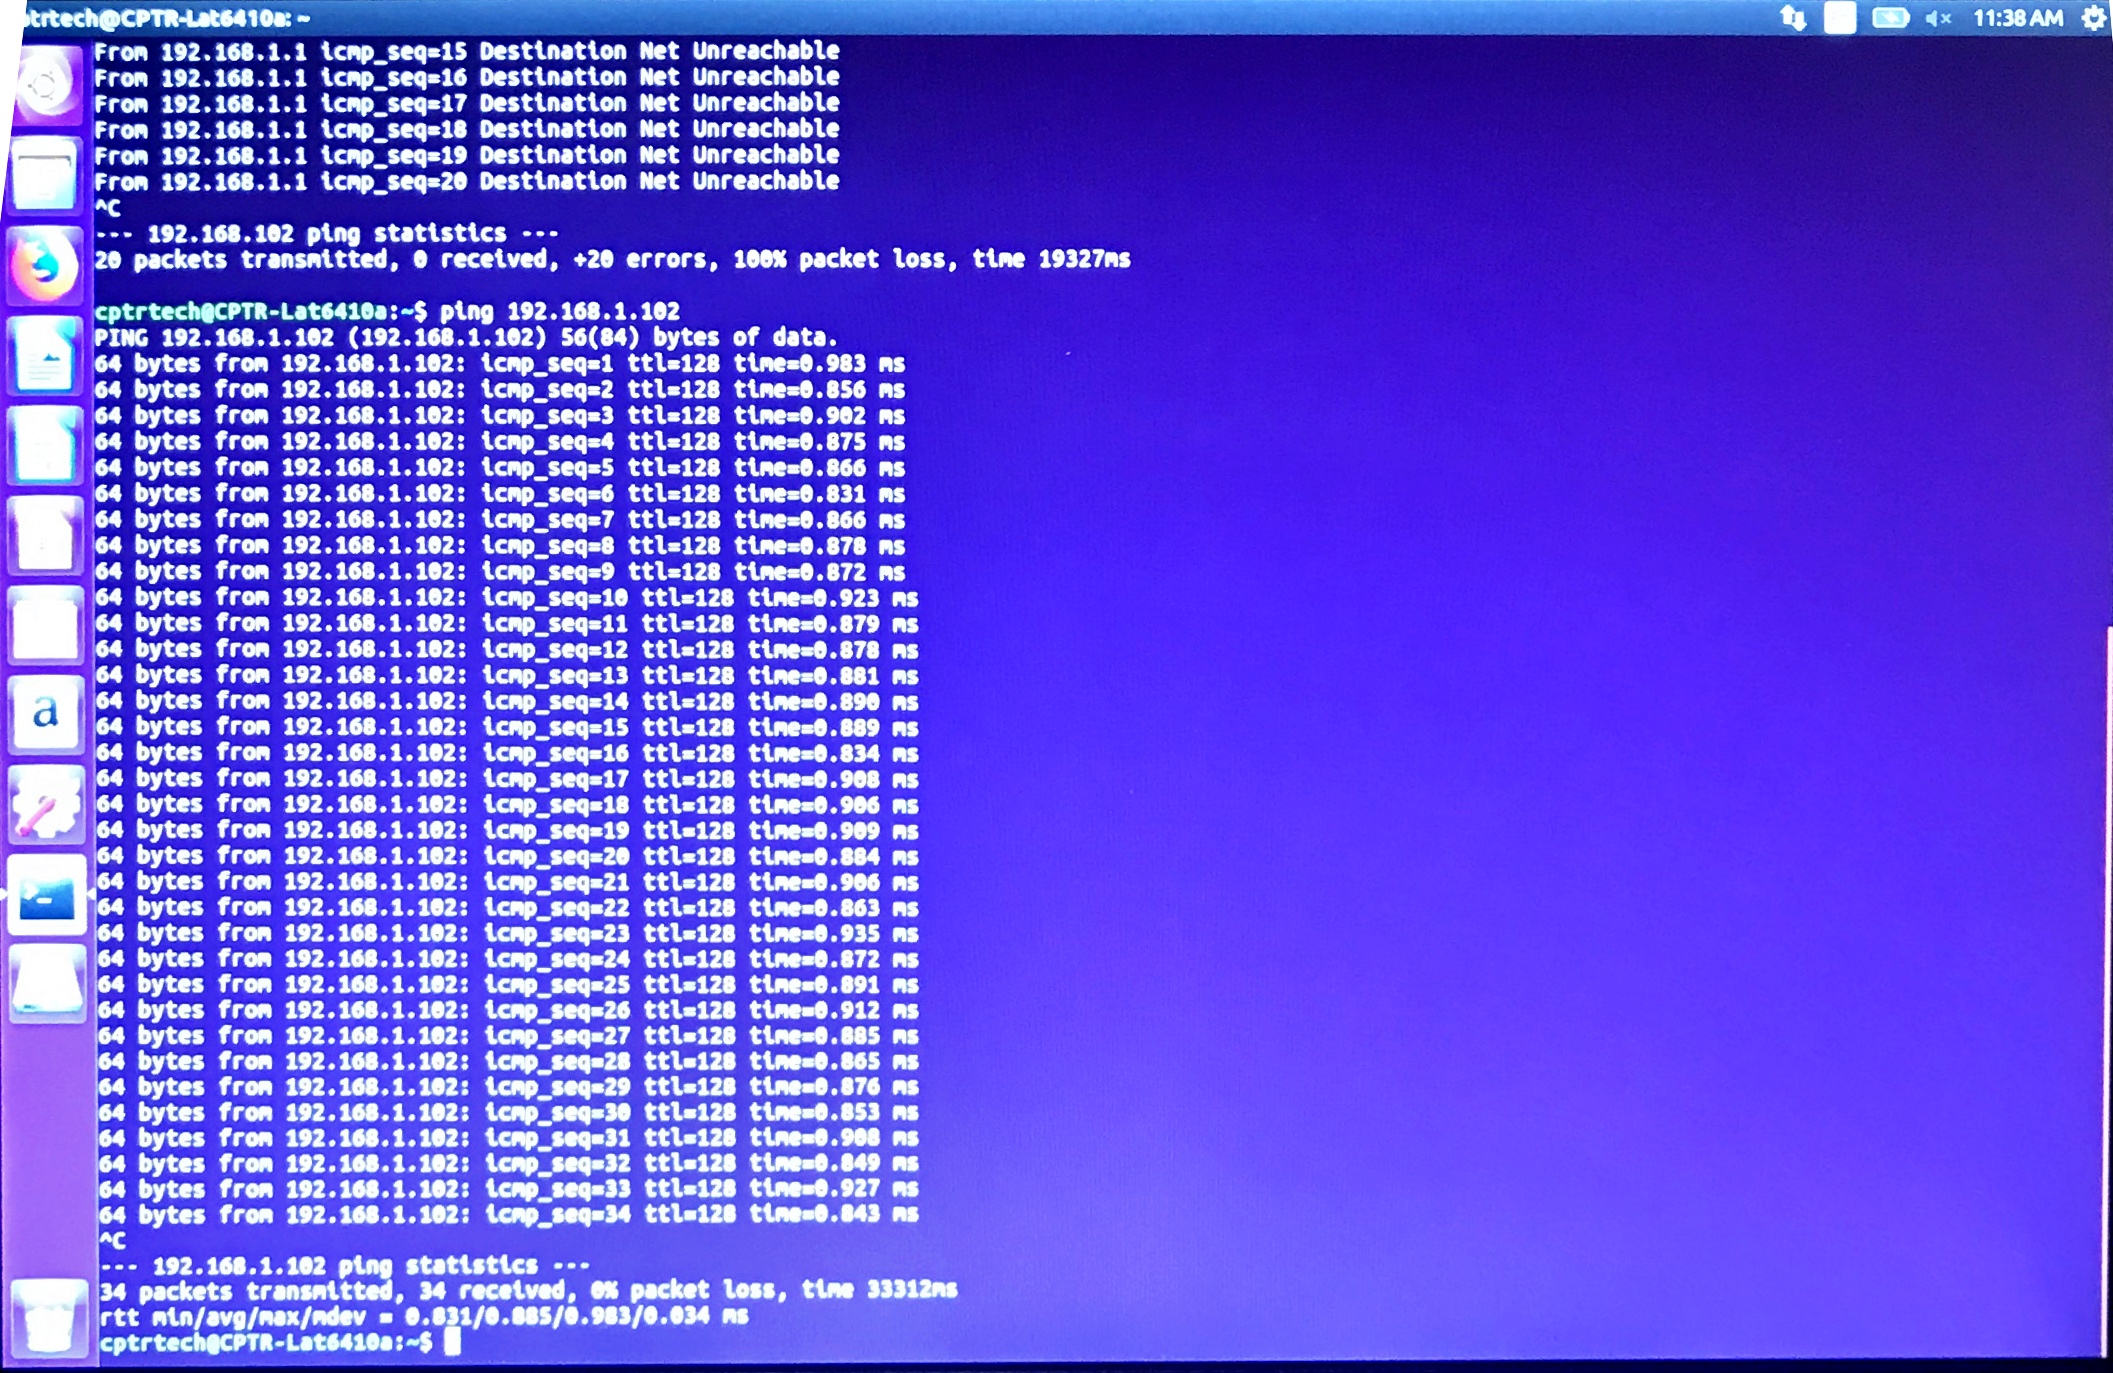 ptrtech@CPTR-Lat6410a: ~
11:38 AM
From 192.168.1.1 icmp_seq=15 Destination Net Unreachable
From 192.168.1.1 icmp_seq=16 Destination Net Unreachable
From 192.168.1.1 icmp_seq=17 Destination Net Unreachable
From 192.168.1.1 icmp_seq=18 Destination Net Unreachable
From 192.168.1.1 icmp_seq=19 Destination Net Unreachable
From 192.168.1.1 icmp_seq=20 Destination Net Unreachable
^C
--- 192.168.102 ping statistics ---
20 packets transmitted, 0 received, +20 errors, 100% packet loss, time 19327ms
cptrtech@CPTR-Lat6410a:~$ ping 192.168.1.102
PING 192.168.1.102 (192.168.1.102) 56(84) bytes of data.
64 bytes from 192.168.1.102: icmp_seq=1 ttl=128 time=0.983 ms
64 bytes from 192.168.1.102: icmp_seq=2 ttl=128 time=0.856 ms
64 bytes from 192.168.1.102: icmp_seq=3 ttl=128 time=0.902 ms
64 bytes from 192.168.1.102: icmp_seq=4 ttl=128 time=0.875 ms
64 bytes from 192.168.1.102: icmp_seq=5 ttl=128 time=0.866 ms
64 bytes from 192.168.1.102: icmp_seq=6 ttl=128 time=0.831 ms
64 bytes from 192.168.1.102: icmp_seq=7 ttl=128 time=0.866 ms
64 bytes from 192.168.1.102: icmp_seq=8 ttl=128 time=0.878 ms
64 bytes from 192.168.1.102: icmp_seq=9 ttl=128 time=0.872 ms
64 bytes from 192.168.1.102: icmp_seq=10 ttl=128 time=0.923 ms
64 bytes from 192.168.1.102: icmp_seq=11 ttl=128 time=0.879 ms
64 bytes from 192.168.1.102: icmp_seq=12 ttl=128 time=0.878 ms
64 bytes from 192.168.1.102: icmp_seq=13 ttl=128 time=0.881 ms
64 bytes from 192.168.1.102: icmp_seq=14 ttl=128 time=0.890 ms
64 bytes from 192.168.1.102: icmp_seq=15 ttl=128 time=0.889 ms
64 bytes from 192.168.1.102: icmp_seq=16 ttl=128 time=0.834 ms
64 bytes from 192.168.1.102: icmp_seq=17 ttl=128 time=0.908 ms
64 bytes from 192.168.1.102: icmp_seq=18 ttl=128 time=0.906 ms
64 bytes from 192.168.1.102: icmp_seq=19 ttl=128 time=0.909 ms
64 bytes from 192.168.1.102: icmp_seq=20 ttl=128 time=0.884 ms
64 bytes from 192.168.1.102: icmp_seq=21 ttl=128 time=0.906 ms
64 bytes from 192.168.1.102: icmp_seq=22 ttl=128 time=0.863 ms
64 bytes from 192.168.1.102: icmp_seq=23 ttl=128 time=0.935 ms
64 bytes from 192.168.1.102: icmp_seq=24 ttl=128 time=0.872 ms
64 bytes from 192.168.1.102: icmp_seq=25 ttl=128 time=0.891 ms
64 bytes from 192.168.1.102: icmp_seq=26 ttl=128 time=0.912 ms
64 bytes from 192.168.1.102: icmp_seq=27 ttl=128 time=0.885 ms
64 bytes from 192.168.1.102: icmp_seq=28 ttl=128 time=0.865 ms
64 bytes from 192.168.1.102: icmp_seq=29 ttl=128 time=0.876 ms
64 bytes from 192.168.1.102: icmp_seq=30 ttl=128 time=0.853 ms
64 bytes from 192.168.1.102: icmp_seq=31 ttl=128 time=0.908 ms
64 bytes from 192.168.1.102: icmp_seq=32 ttl=128 time=0.849 ms
64 bytes from 192.168.1.102: icmp_seq=33 ttl=128 time=0.927 ms
64 bytes from 192.168.1.102: icmp_seq=34 ttl=128 time=0.843 ms
^C
--- 192.168.1.102 ping statistics ---
34 packets transmitted, 34 received, 0% packet loss, time 33312ms
rtt min/avg/max/mdev = 0.831/0.885/0.983/0.034 ms
cptrtech@CPTR-Lat6410a:~$
a